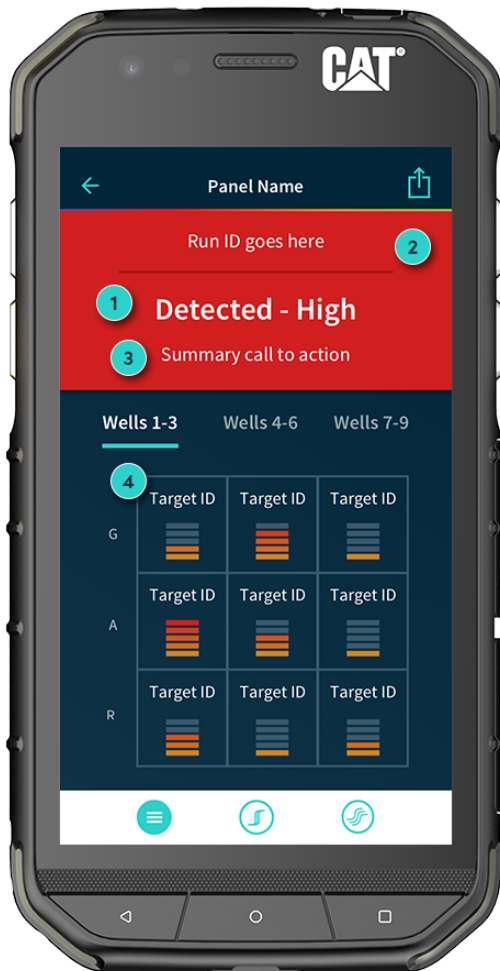 CAT®
Panel Name
Run ID goes here
2
1
Detected - High
3
Summary call to action
Wells 1-3 Wells 4-6 Wells 7-9
4
Target ID Target ID Target ID
G
Target ID Target ID Target ID
A
Target ID Target ID Target ID
R